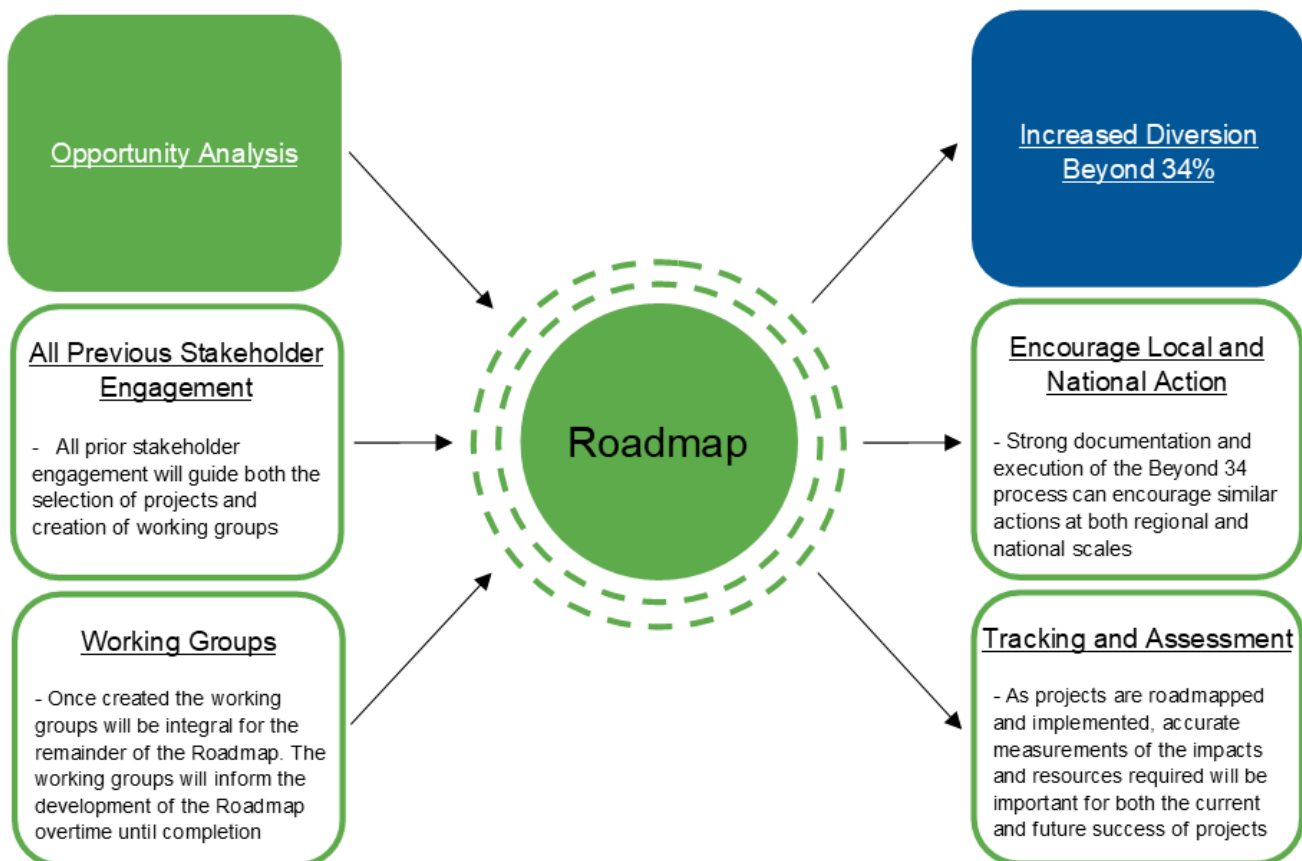 Opportunity Analysis
All Previous Stakeholder
Engagement
- All prior stakeholder
engagement will guide both the
selection of projects and
creation of working groups
Working Groups
- Once created the working
groups will be integral for the
remainder of the Roadmap. The
working groups will inform the
development of the Roadmap
overtime until completion
Roadmap
Increased Diversion
Beyond 34%
Encourage Local and
National Action
- Strong documentation and
execution of the Beyond 34
process can encourage similar
actions at both regional and
national scales
Tracking and Assessment
- As projects are roadmapped
and implemented, accurate
measurements of the impacts
and resources required will be
important for both the current
and future success of projects